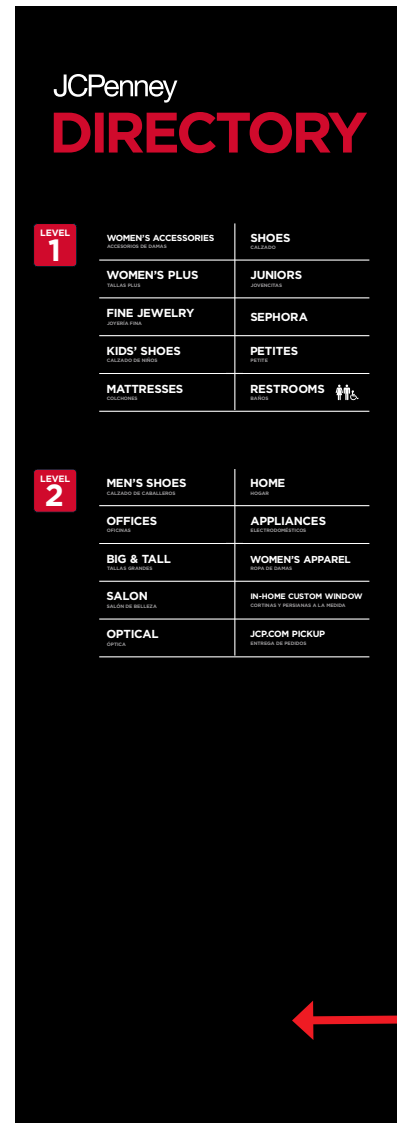 JCPenney
DIRECTORY
LEVEL
1
WOMEN'S ACCESSORIES
ACCESORIOS DE DAMAS
SHOES
CALZADO
WOMEN'S PLUS
TALLAS PLUS
JUNIORS
JOVENCITAS
FINE JEWELRY
JOYERÍA FINA
SEPHORA
KIDS' SHOES
CALZADO DE NIÑOS
PETITES
PETITE
MATTRESSES
COLCHONES
RESTROOMS
BAÑOS
LEVEL
2
MEN'S SHOES
CALZADO DE CABALLEROS
HOME
HOGAR
OFFICES
OFICINAS
APPLIANCES
ELECTRODOMÉSTICOS
BIG & TALL
TALLAS GRANDES
WOMEN'S APPAREL
ROPA DE DAMAS
SALON
SALÓN DE BELLEZA
IN-HOME CUSTOM WINDOW
CORTINAS Y PERSIANAS A LA MEDIDA
OPTICAL
OPTICA
JCP.COM PICKUP
ENTREGA DE PEDIDOS